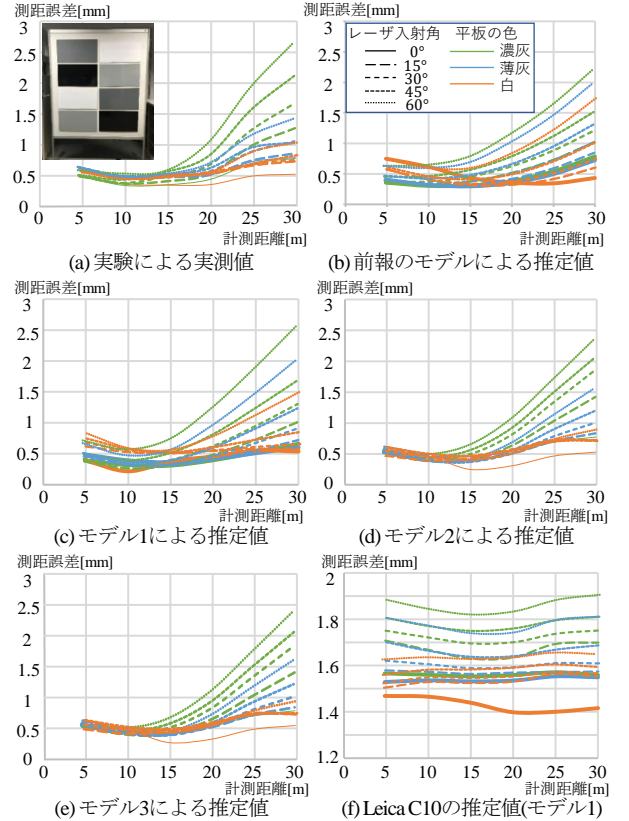 測距誤差[mm]
3
2.5
2
1.5
1
0.5
0
0 5 10 15 20 25 30
計測距離[m]
(a) 実験による実測値
測距誤差[mm]
3
2.5
2
1.5
1
0.5
0
レーザ入射角 平板の色
0° 濃灰
15° 薄灰
30° 白
45°
60°
0 5 10 15 20 25 30
計測距離[m]
(b) 前報のモデルによる推定値
測距誤差[mm]
3
2.5
2
1.5
1
0.5
0
0 5 10 15 20 25 30
計測距離[m]
(c) モデル1による推定値
測距誤差[mm]
3
2.5
2
1.5
1
0.5
0
0 5 10 15 20 25 30
計測距離[m]
(d) モデル2による推定値
測距誤差[mm]
3
2.5
2
1.5
1
0.5
0
0 5 10 15 20 25 30
計測距離[m]
(e) モデル3による推定値
測距誤差[mm]
2
1.8
1.6
1.4
1.2
0 5 10 15 20 25 30
計測距離[m]
(f) Leica C10の推定値(モデル1)